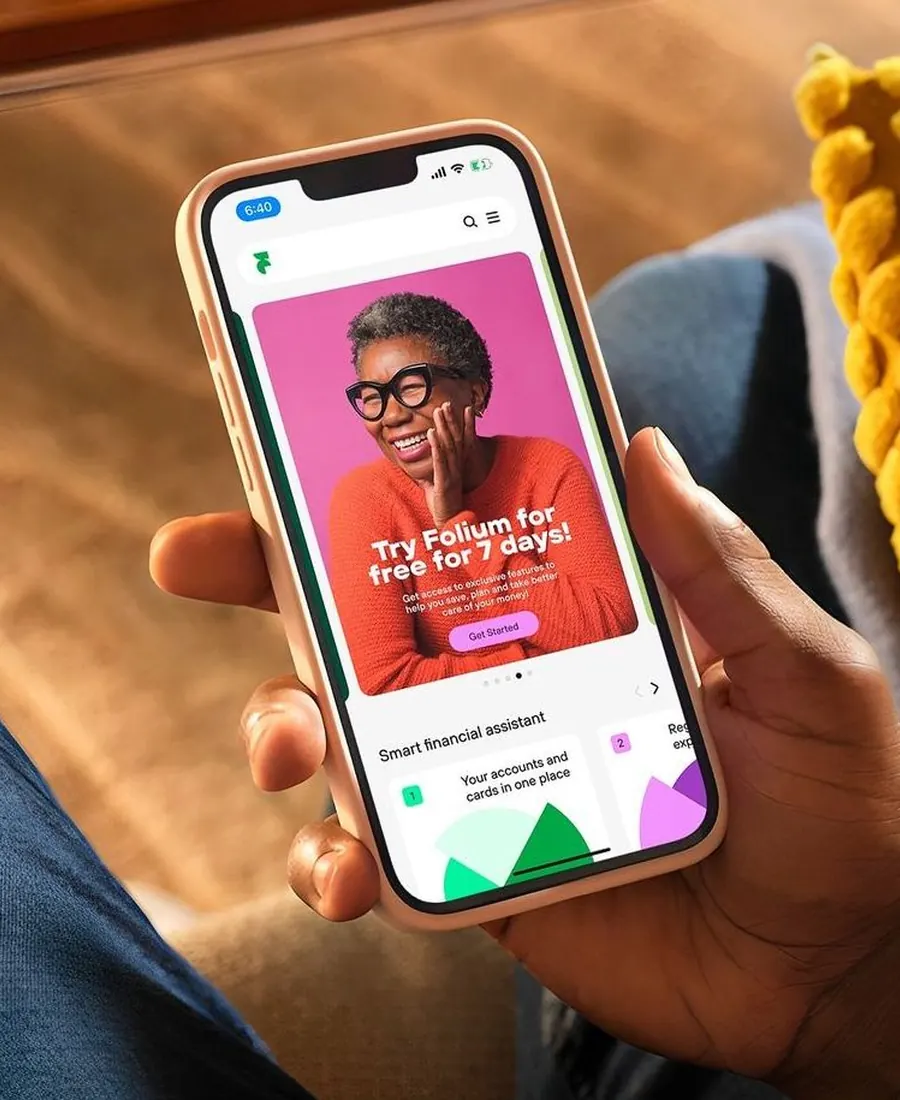 6:40
Try Folium for
free for 7 days!
Get access to exclusive features to
help you save, plan and take better
care of your money!
Get Started
Smart financial assistant
1
Your accounts and
cards in one place
2
Reg
exp